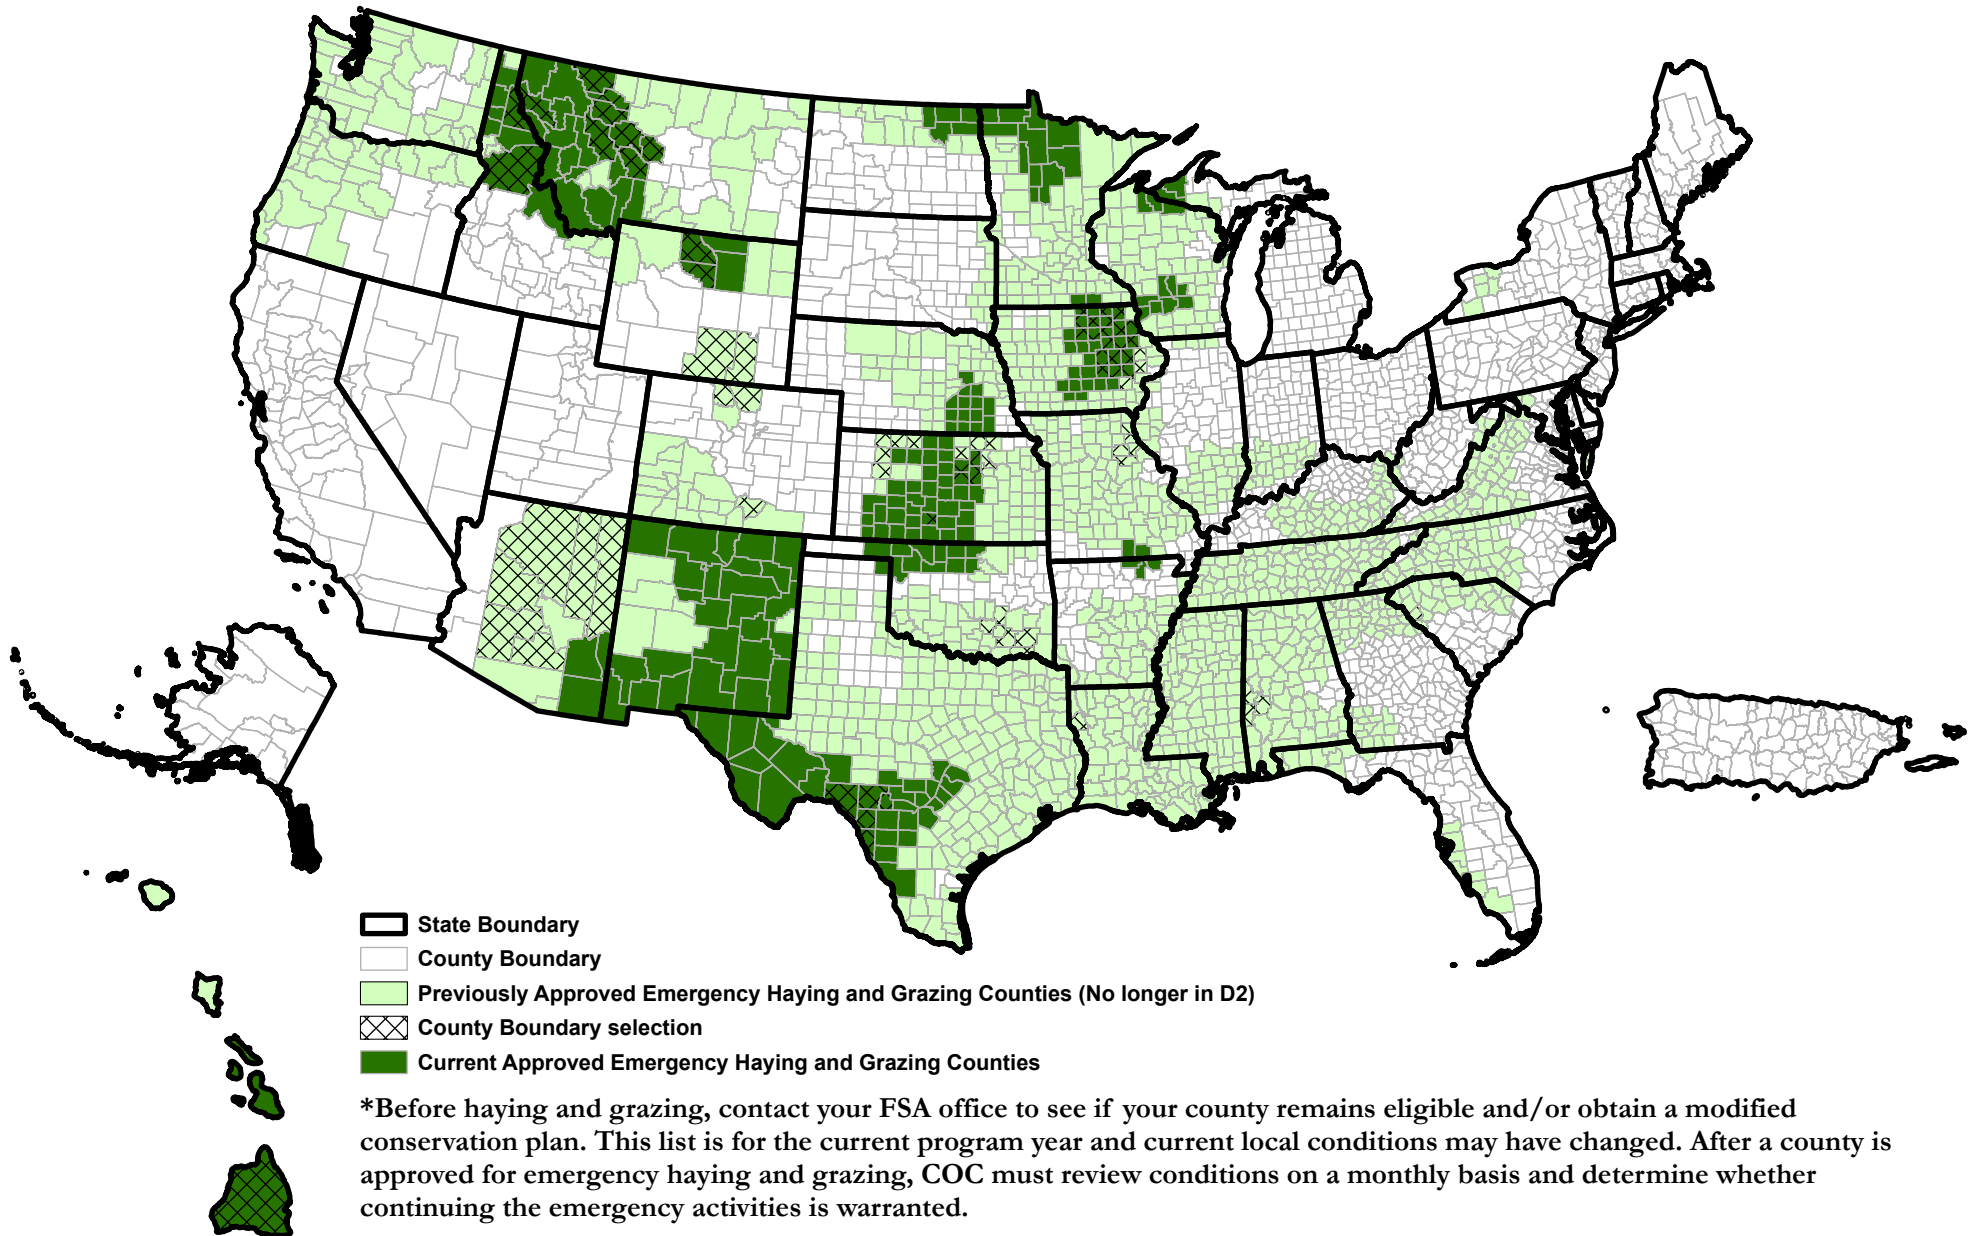 State Boundary
County Boundary
Previously Approved Emergency Haying and Grazing Counties (No longer in D2)
County Boundary selection
Current Approved Emergency Haying and Grazing Counties
*Before haying and grazing, contact your FSA office to see if your county remains eligible and/or obtain a modified
conservation plan. This list is for the current program year and current local conditions may have changed. After a county is
approved for emergency haying and grazing, COC must review conditions on a monthly basis and determine whether
continuing the emergency activities is warranted.